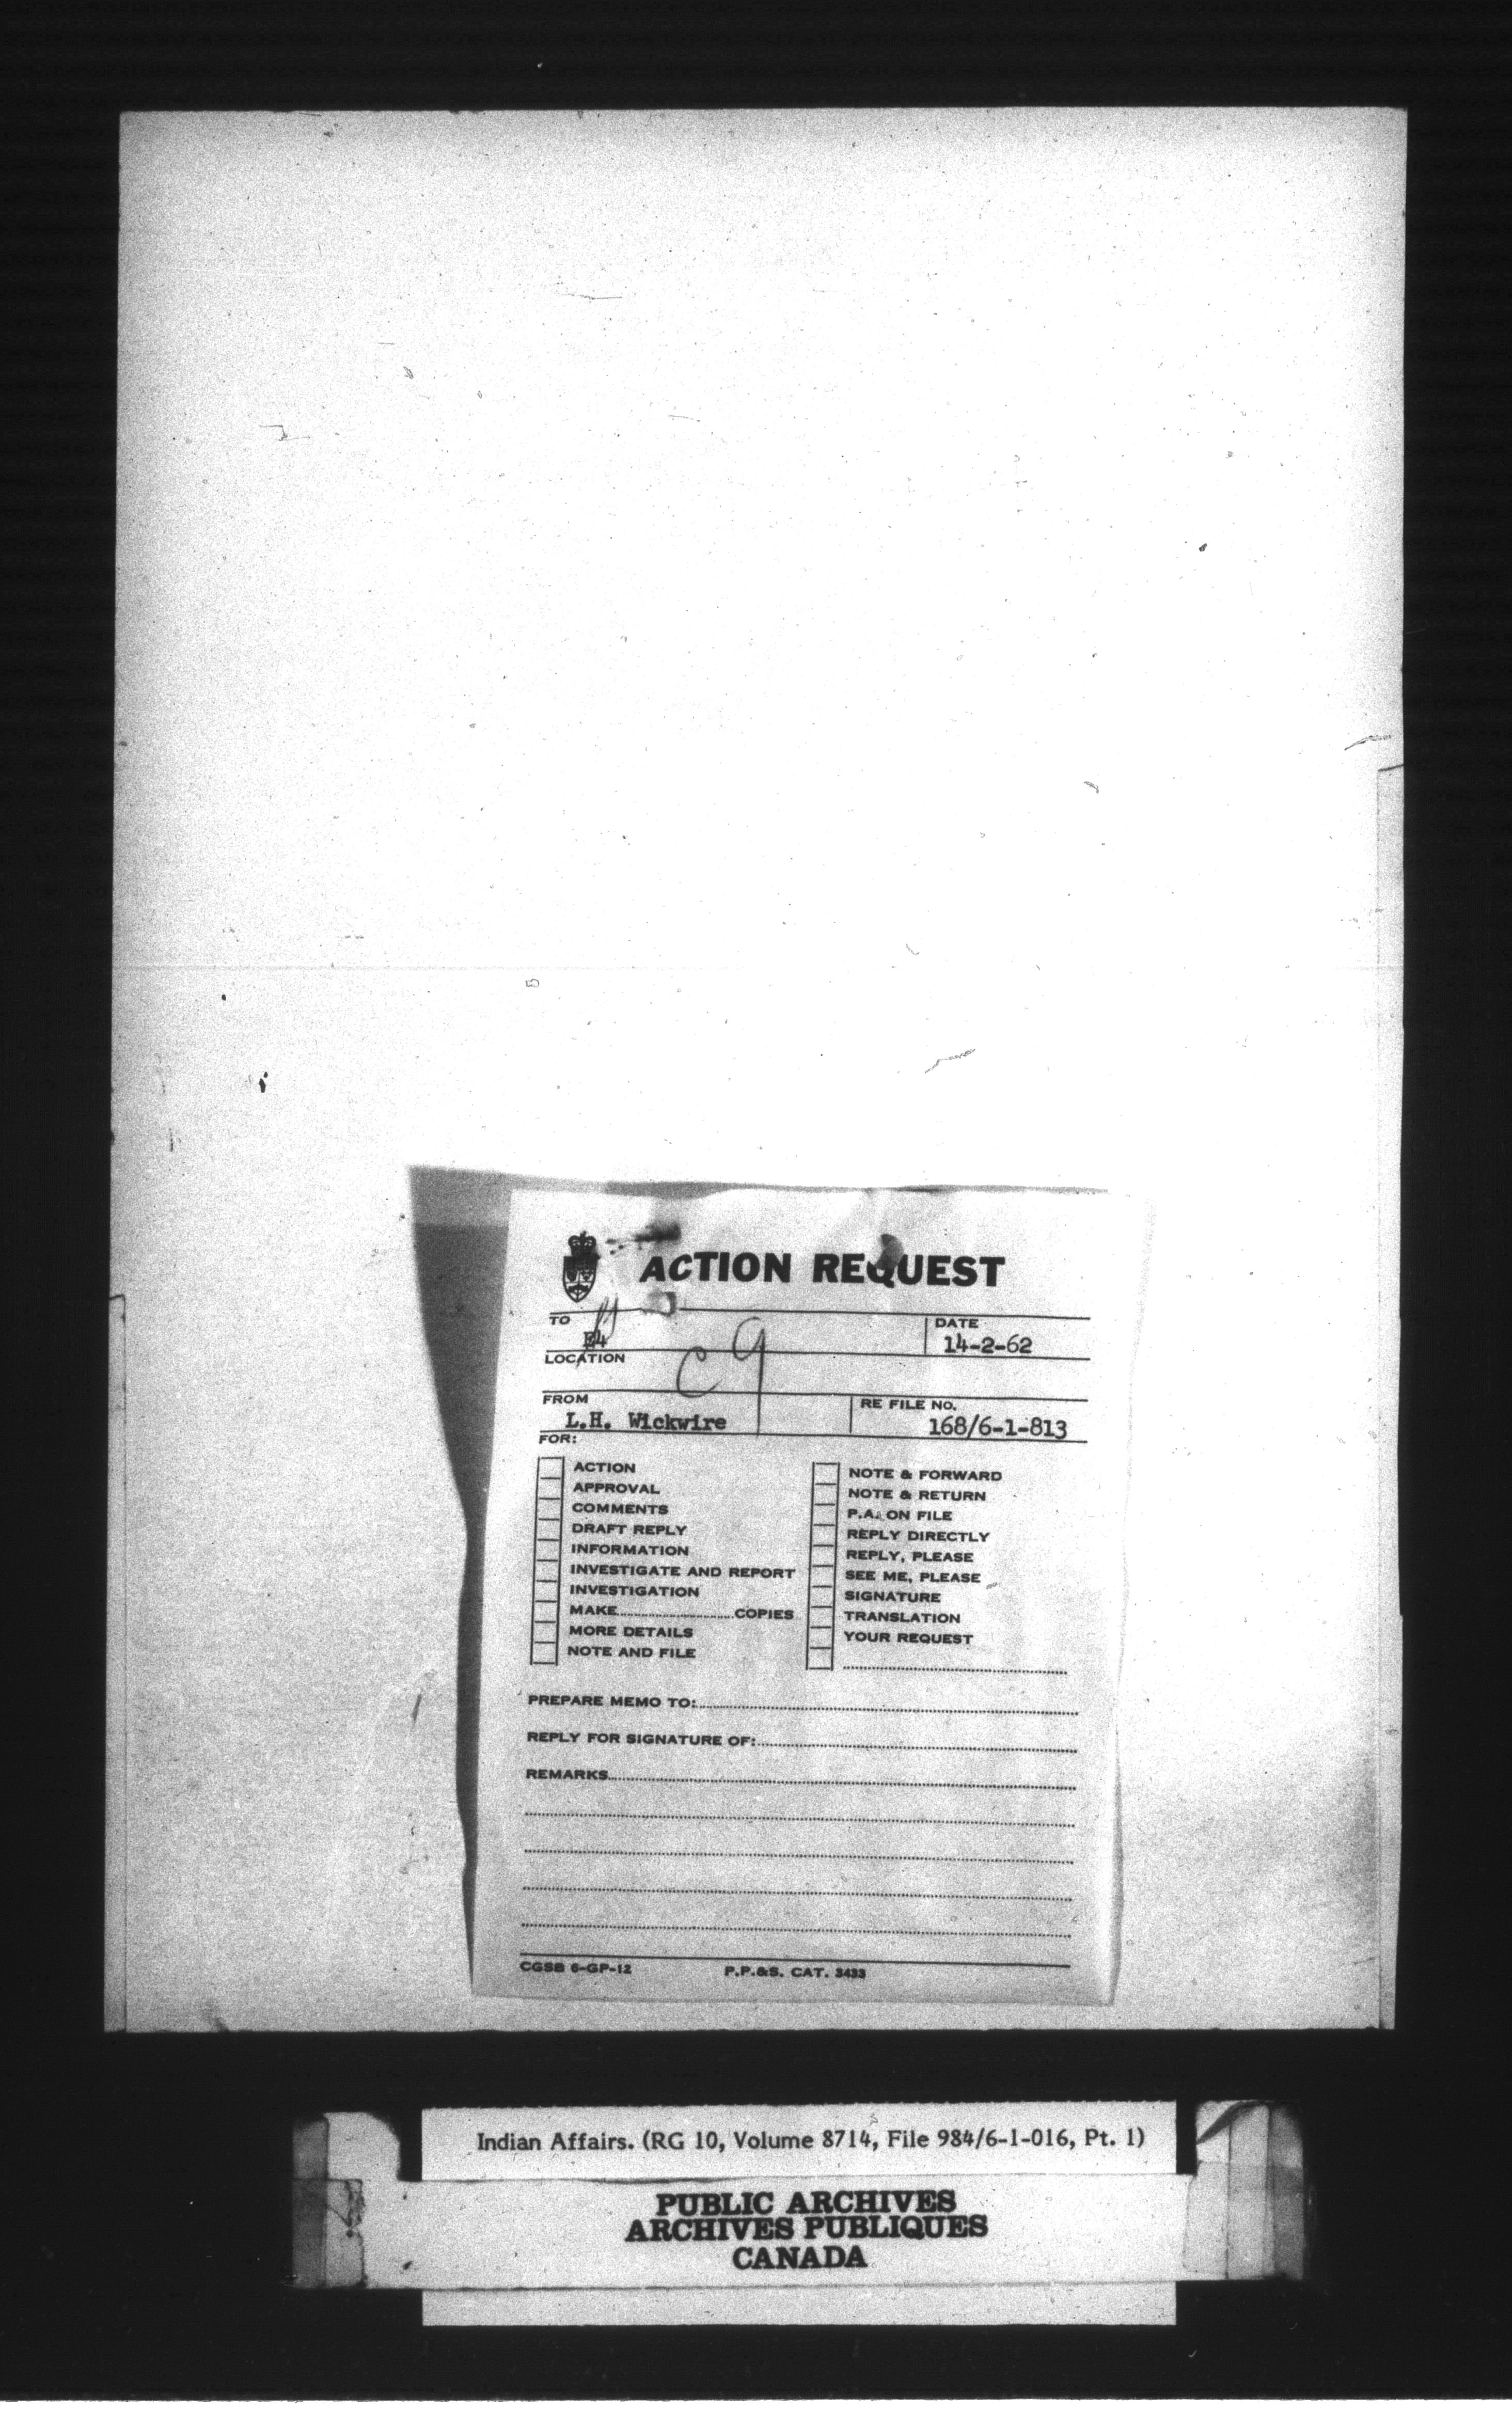 ACTION REQUEST
TO
E4
DATE
14-2-62
LOCATION
C9
FROM
L.H. Wickwire
RE FILE NO.
168/6-1-813
FOR:
ACTION
APPROVAL
COMMENTS
DRAFT REPLY
INFORMATION
INVESTIGATE AND REPORT
INVESTIGATION
MAKE COPIES
MORE DETAILS
NOTE AND FILE
NOTE & FORWARD
NOTE & RETURN
P.A. ON FILE
REPLY DIRECTLY
REPLY, PLEASE
SEE ME, PLEASE
SIGNATURE
TRANSLATION
YOUR REQUEST
PREPARE MEMO TO:
REPLY FOR SIGNATURE OF:
REMARKS
CGSB 6-GP-12 P.P.&S. CAT. 3433
Indian Affairs. (RG 10, Volume 8714, File 984/6-1-016, Pt. 1)
PUBLIC ARCHIVES
ARCHIVES PUBLIQUES
CANADA